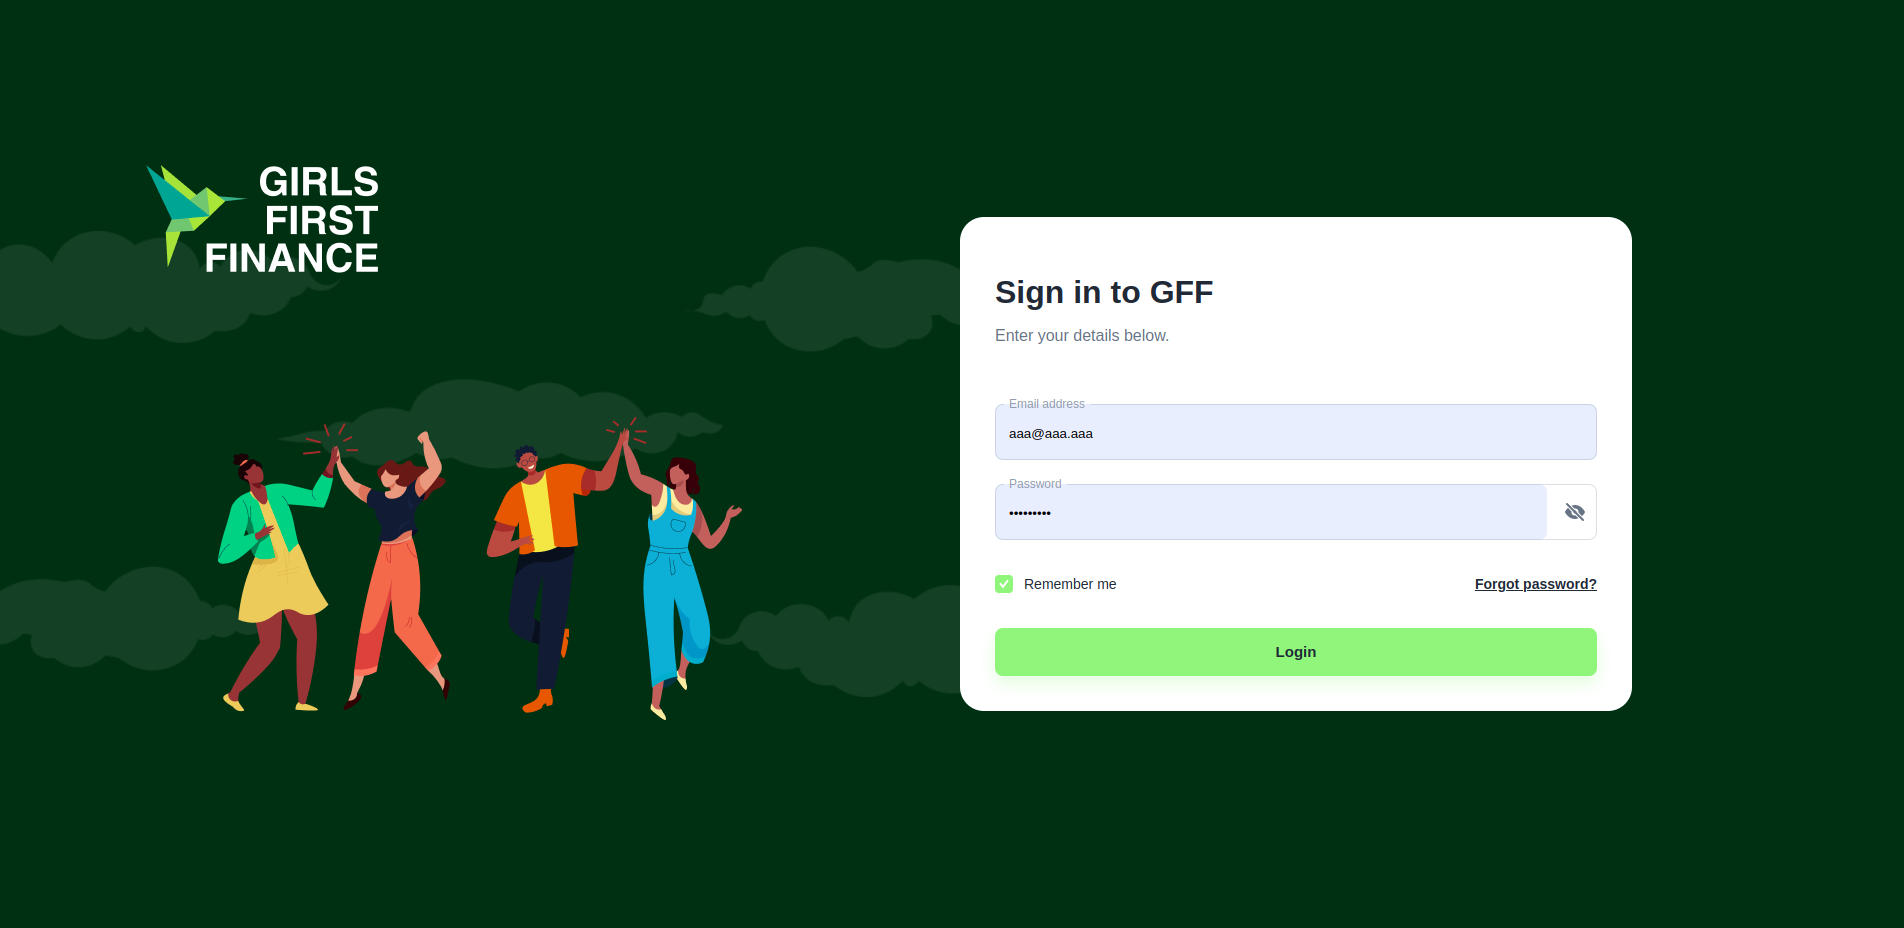 GIRLS
FIRST
FINANCE
Sign in to GFF
Enter your details below.
Email address
aaa@aaa.aaa
Password
•••••••••
Remember me
Forgot password?
Login